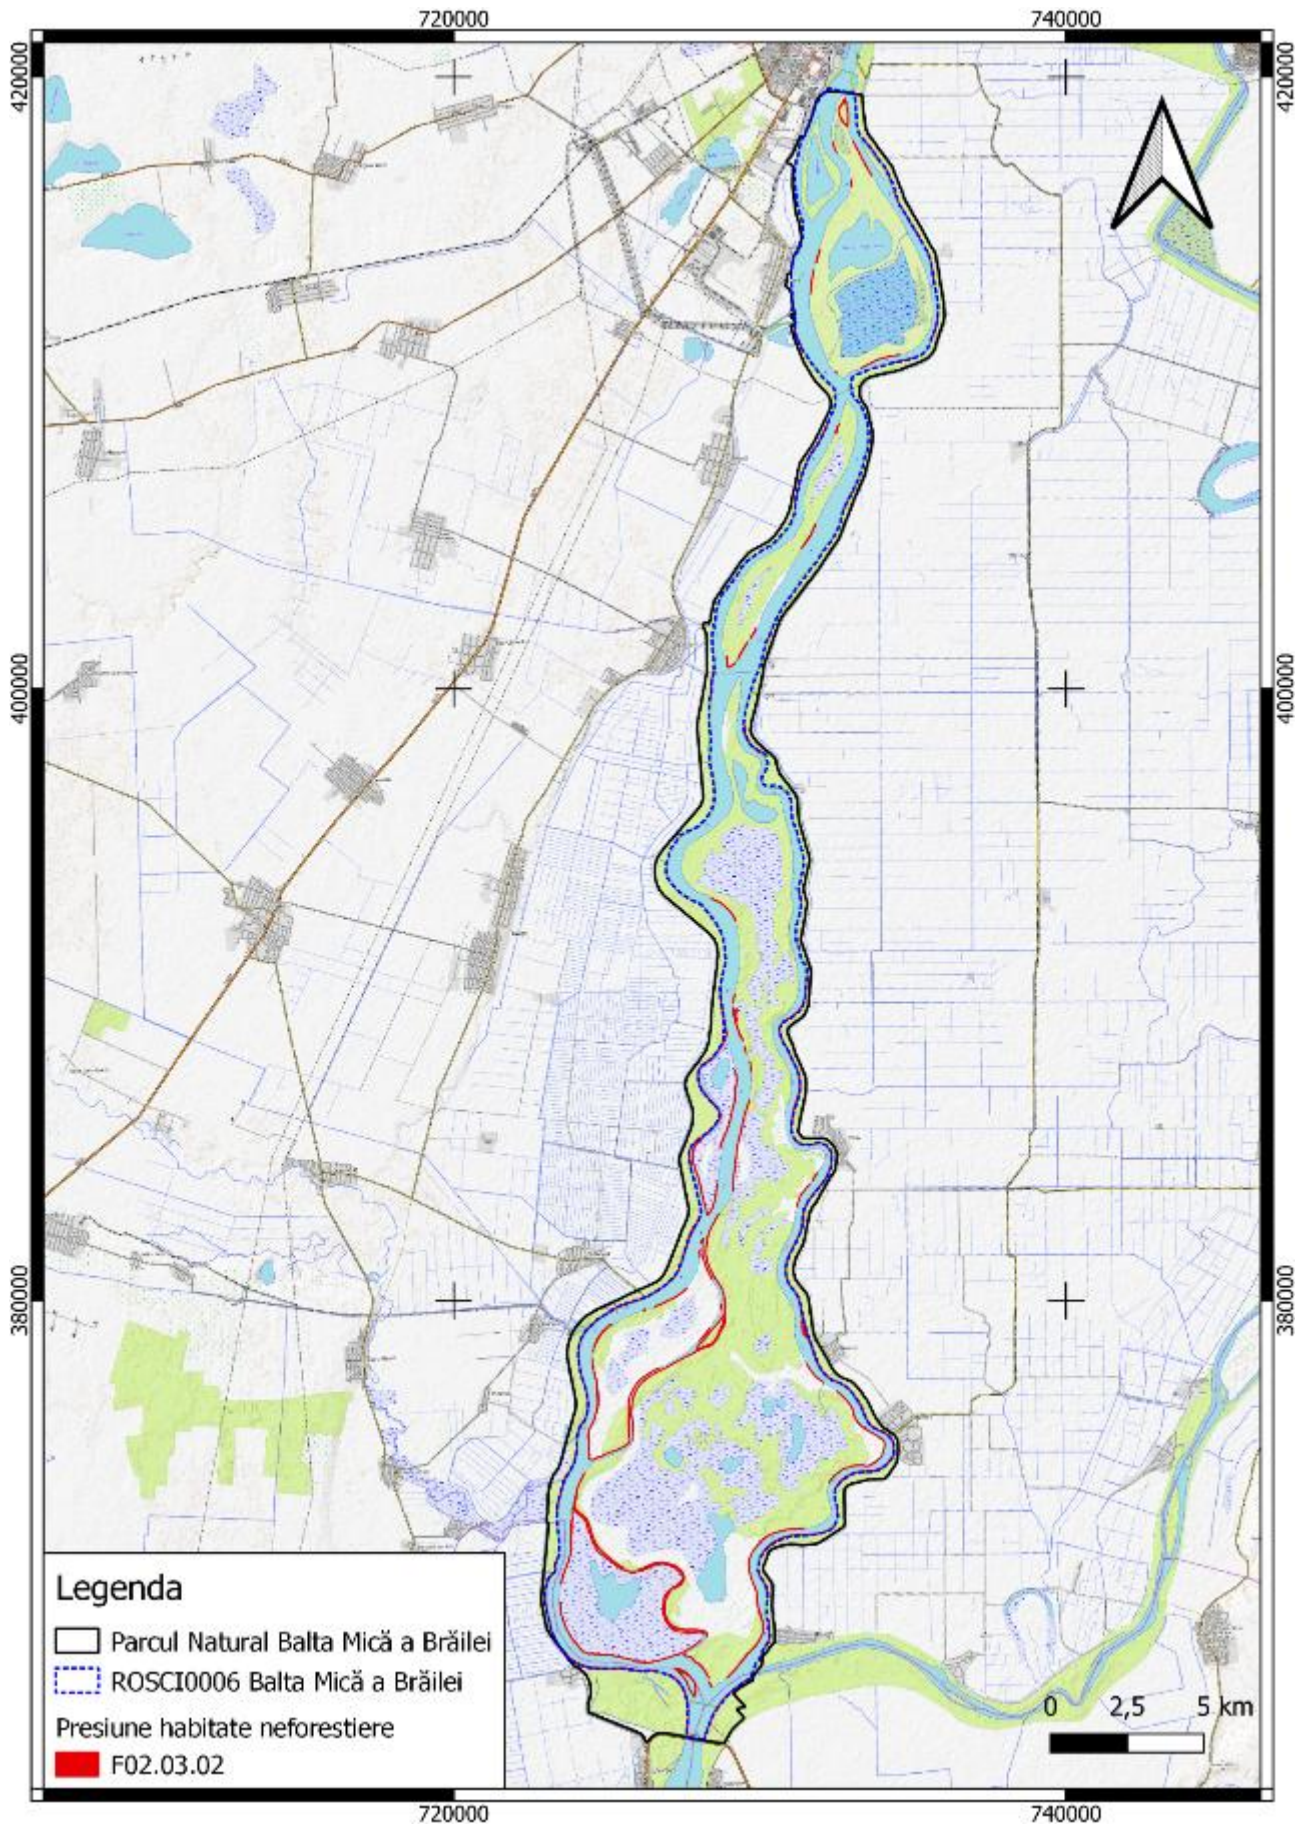 720000
740000
420000
420000
400000
400000
380000
380000
Legenda
Parcul Natural Balta Mică a Brăilei
ROSCI0006 Balta Mică a Brăilei
Presiune habitate neforestiere
F02.03.02
0 2,5 5 km
720000
740000